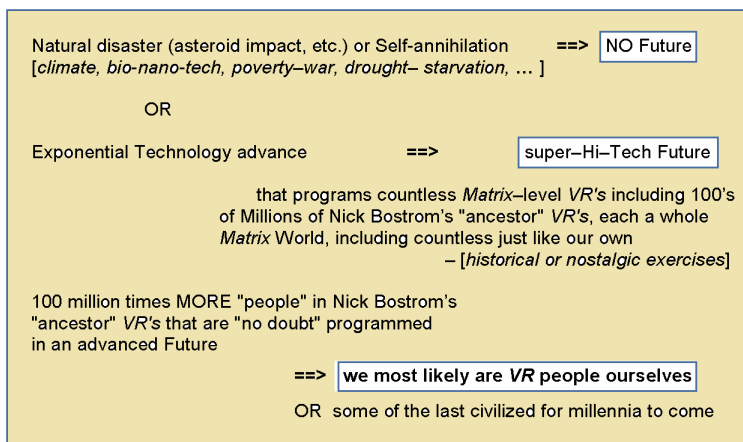 Natural disaster (asteroid impact, etc.) or Self-annihilation ==> NO Future
[climate, bio-nano-tech, poverty–war, drought– starvation, … ]
OR
Exponential Technology advance ==> super–Hi–Tech Future
that programs countless Matrix–level VR's including 100's
of Millions of Nick Bostrom's "ancestor" VR's, each a whole
Matrix World, including countless just like our own
– [historical or nostalgic exercises]
100 million times MORE "people" in Nick Bostrom's
"ancestor" VR's that are "no doubt" programmed
in an advanced Future
==> we most likely are VR people ourselves
OR some of the last civilized for millennia to come